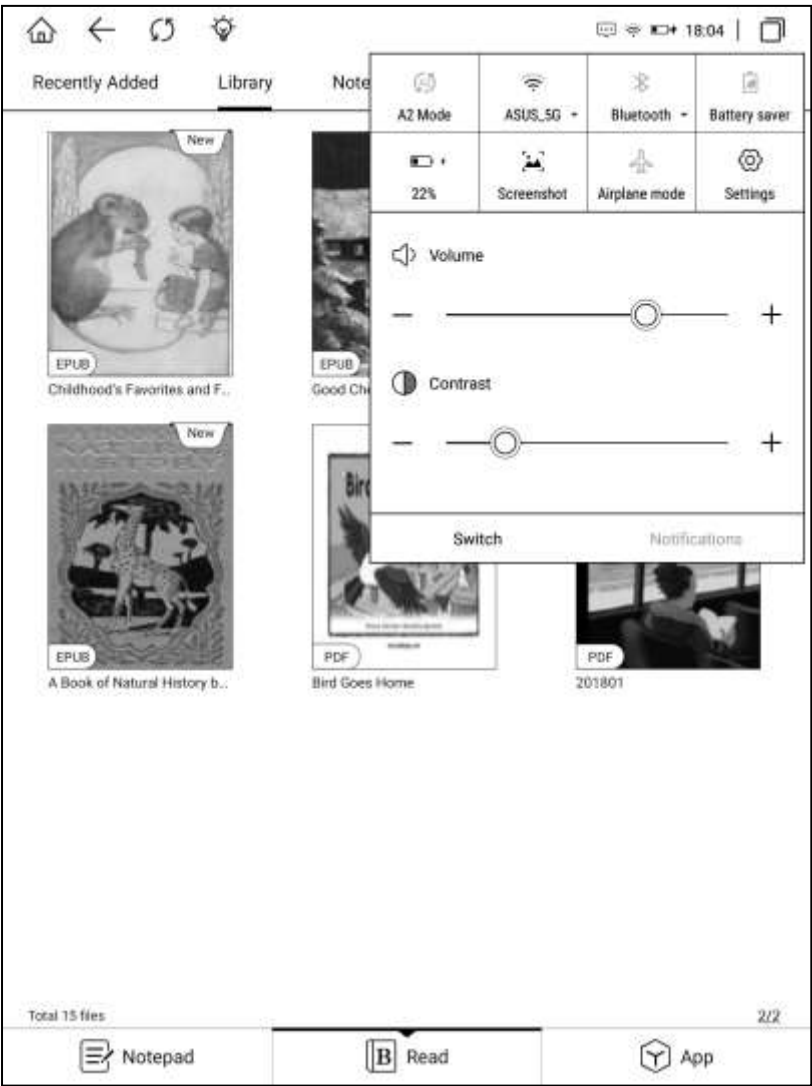 18:04
Recently Added Library Note
A2 Mode ASUS_5G Bluetooth Battery saver
22% Screenshot Airplane mode Settings
Volume
Contrast
Switch Notifications
New
EPUB EPUB
Childhood's Favorites and F... Good Che
New
Bird
EPUB PDF PDF
A Book of Natural History b... Bird Goes Home 201801
Total 15 files 2/2
Notepad B Read App